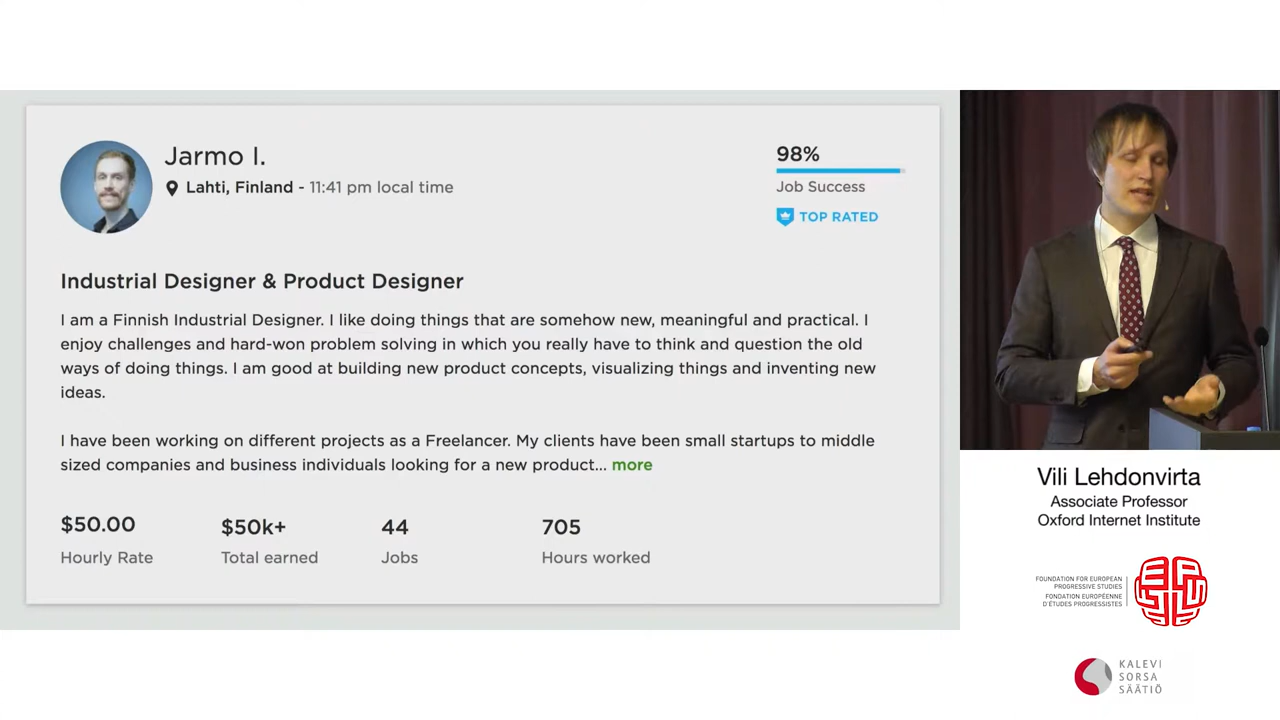 Jarmo I.
Lahti, Finland - 11:41 pm local time
98%
Job Success
TOP RATED
Industrial Designer & Product Designer
I am a Finnish Industrial Designer. I like doing things that are somehow new, meaningful and practical. I
enjoy challenges and hard-won problem solving in which you really have to think and question the old
ways of doing things. I am good at building new product concepts, visualizing things and inventing new
ideas.
I have been working on different projects as a Freelancer. My clients have been small startups to middle
sized companies and business individuals looking for a new product... more
$50.00
Hourly Rate
$50k+
Total earned
44
Jobs
705
Hours worked
Vili Lehdonvirta
Associate Professor
Oxford Internet Institute
FOUNDATION FOR EUROPEAN
PROGRESSIVE STUDIES
FONDATION EUROPÉENNE
D'ÉTUDES PROGRESSISTES
KALEVI
SORSA
SÄÄTIÖ